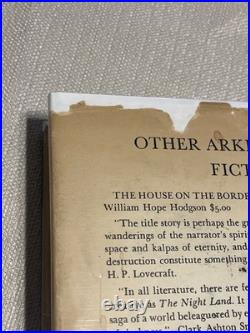 OTHER ARK
FICT
THE HOUSE ON THE BORDE
William Hope Hodgson $5.00
"The title story is perhaps the gr
wanderings of the narrator's spiri
space and kalpas of eternity, and
destruction constitute something
H. P. Lovecraft.
"In all literature, there are fe
as The Night Land. It
saga of a world beleaguered by
Clark Ashton S